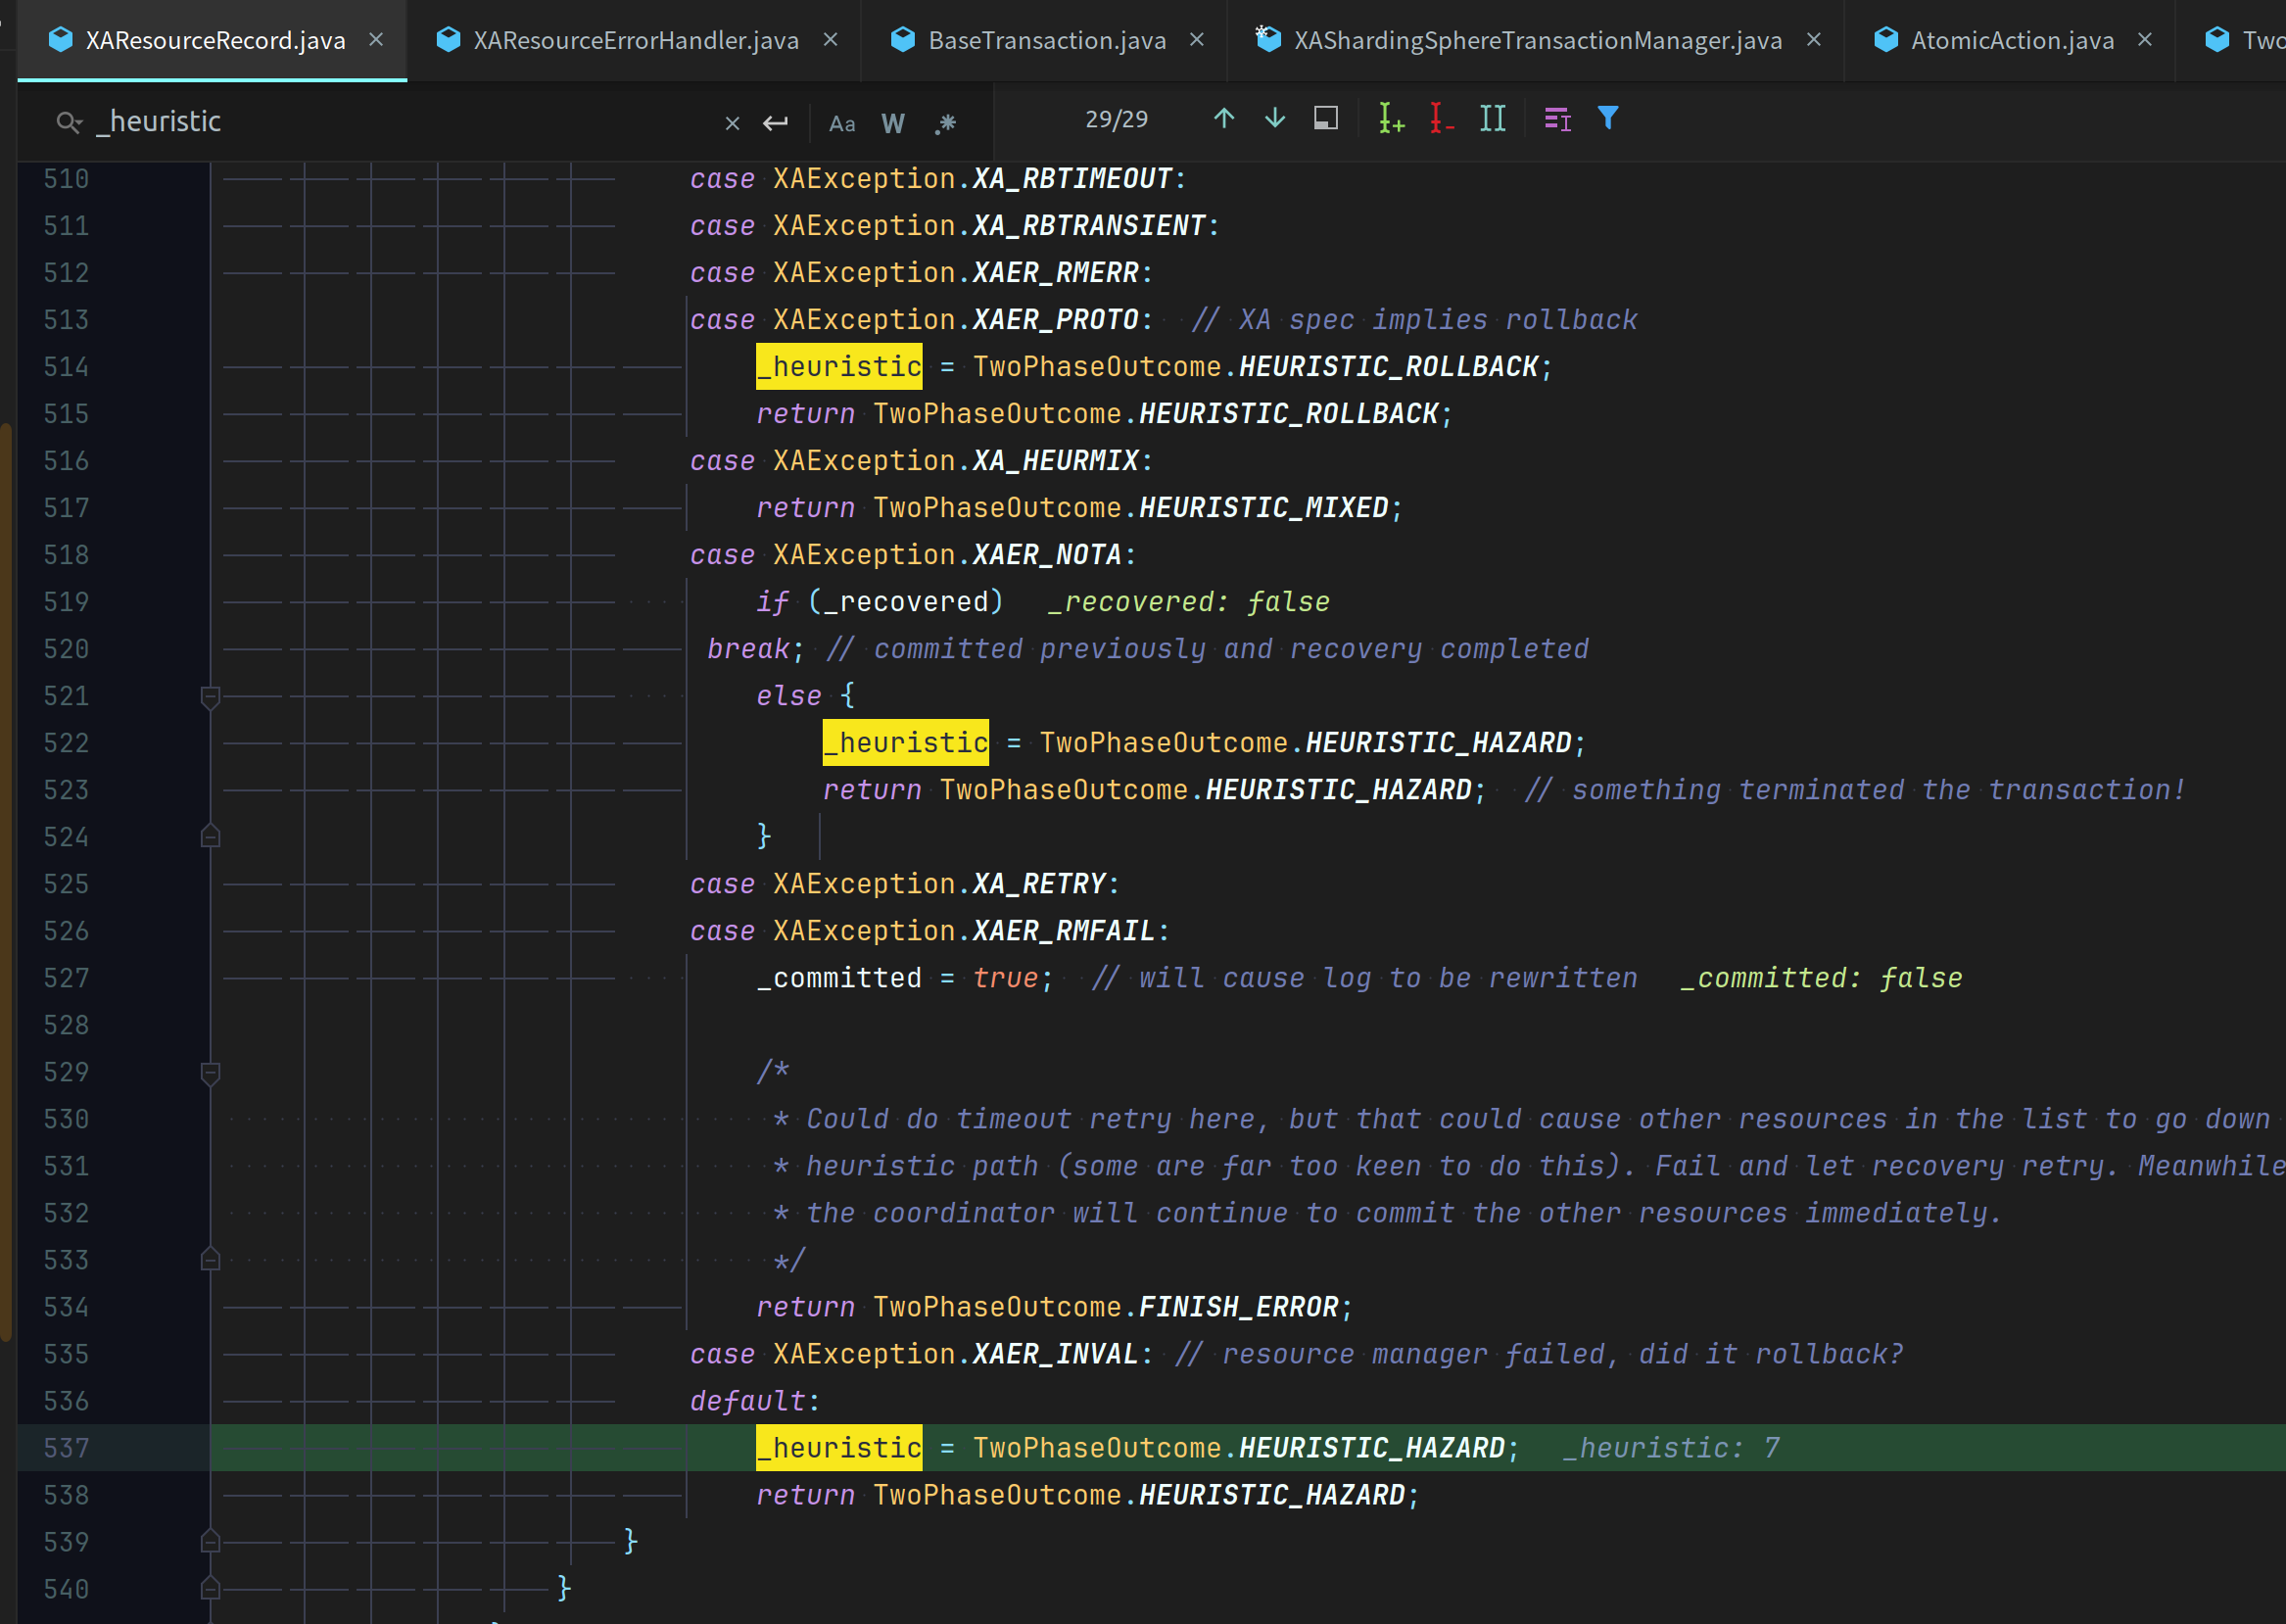 XAResourceRecord.java × XAResourceErrorHandler.java × BaseTransaction.java × XAShardingSphereTransactionManager.java × AtomicAction.java × Two
_heuristic × Aa W .* 29/29
510 case XAException.XA_RBTIMEOUT:
511 case XAException.XA_RBTRANSIENT:
512 case XAException.XAER_RMERR:
513 case XAException.XAER_PROTO: // XA spec implies rollback
514 _heuristic = TwoPhaseOutcome.HEURISTIC_ROLLBACK;
515 return TwoPhaseOutcome.HEURISTIC_ROLLBACK;
516 case XAException.XA_HEURMIX:
517 return TwoPhaseOutcome.HEURISTIC_MIXED;
518 case XAException.XAER_NOTA:
519 if (_recovered) _recovered: false
520 break; // committed previously and recovery completed
521 else {
522 _heuristic = TwoPhaseOutcome.HEURISTIC_HAZARD;
523 return TwoPhaseOutcome.HEURISTIC_HAZARD; // something terminated the transaction!
524 }
525 case XAException.XA_RETRY:
526 case XAException.XAER_RMFAIL:
527 _committed = true; // will cause log to be rewritten _committed: false
528
529 /*
530 * Could do timeout retry here, but that could cause other resources in the list to go down
531 * heuristic path (some are far too keen to do this). Fail and let recovery retry. Meanwhile
532 * the coordinator will continue to commit the other resources immediately.
533 */
534 return TwoPhaseOutcome.FINISH_ERROR;
535 case XAException.XAER_INVAL: // resource manager failed, did it rollback?
536 default:
537 _heuristic = TwoPhaseOutcome.HEURISTIC_HAZARD; _heuristic: 7
538 return TwoPhaseOutcome.HEURISTIC_HAZARD;
539 }
540 }